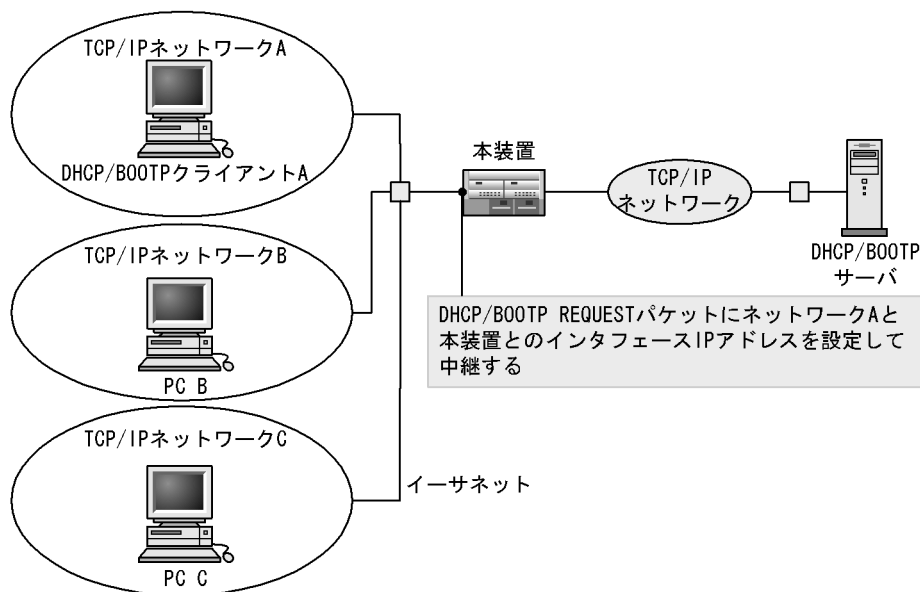 TCP/IPネットワークA
DHCP/BOOTPクライアントA
TCP/IPネットワークB
PC B
TCP/IPネットワークC
PC C
イーサネット
本装置
TCP/IP
ネットワーク
DHCP/BOOTP
サーバ
DHCP/BOOTP REQUESTパケットにネットワークAと
本装置とのインタフェースIPアドレスを設定して
中継する